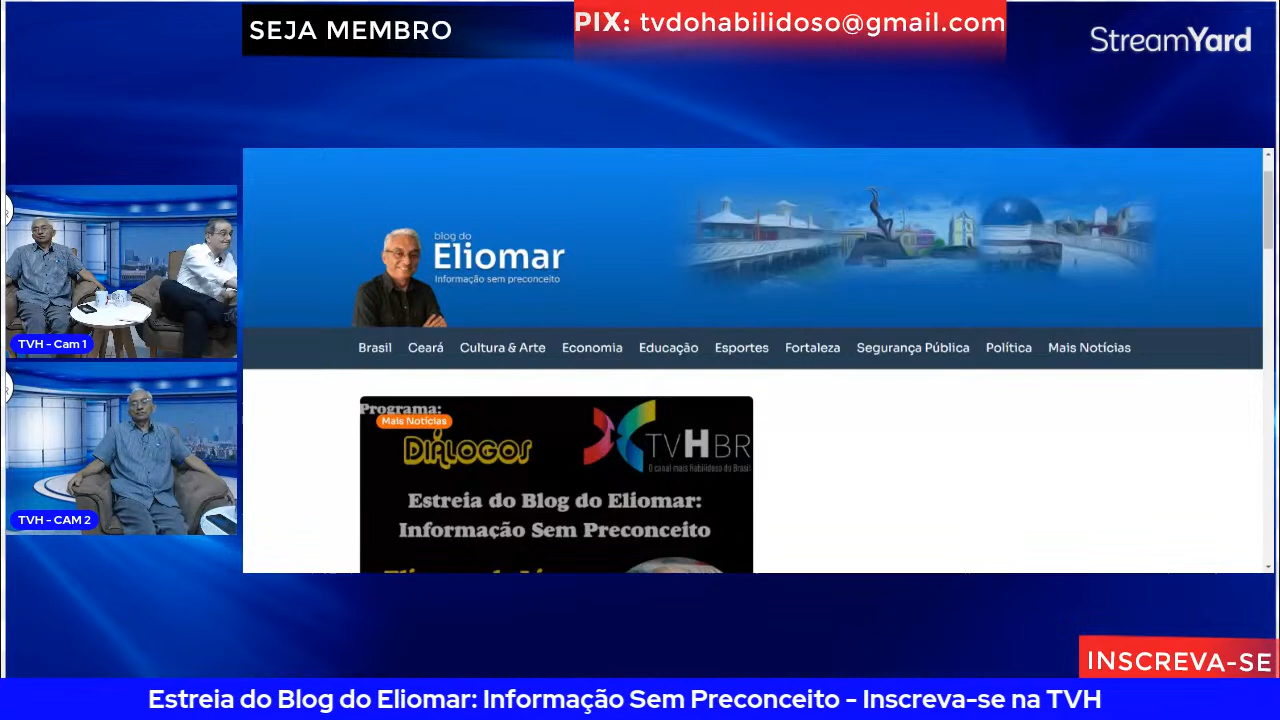 SEJA MEMBRO
PIX: tvdohabilidoso@gmail.com
StreamYard
blog do
Eliomar
Informação sem preconceito
Brasil Ceará Cultura & Arte Economia Educação Esportes Fortaleza Segurança Pública Política Mais Notícias
TVH - Cam 1
TVH - CAM 2
Programa:
Mais Notícias
DIÁLOGOS
TVHBR
O canal mais Habilidoso do Brasil
Estreia do Blog do Eliomar:
Informação Sem Preconceito
INSCREVA-SE
Estreia do Blog do Eliomar: Informação Sem Preconceito - Inscreva-se na TVH